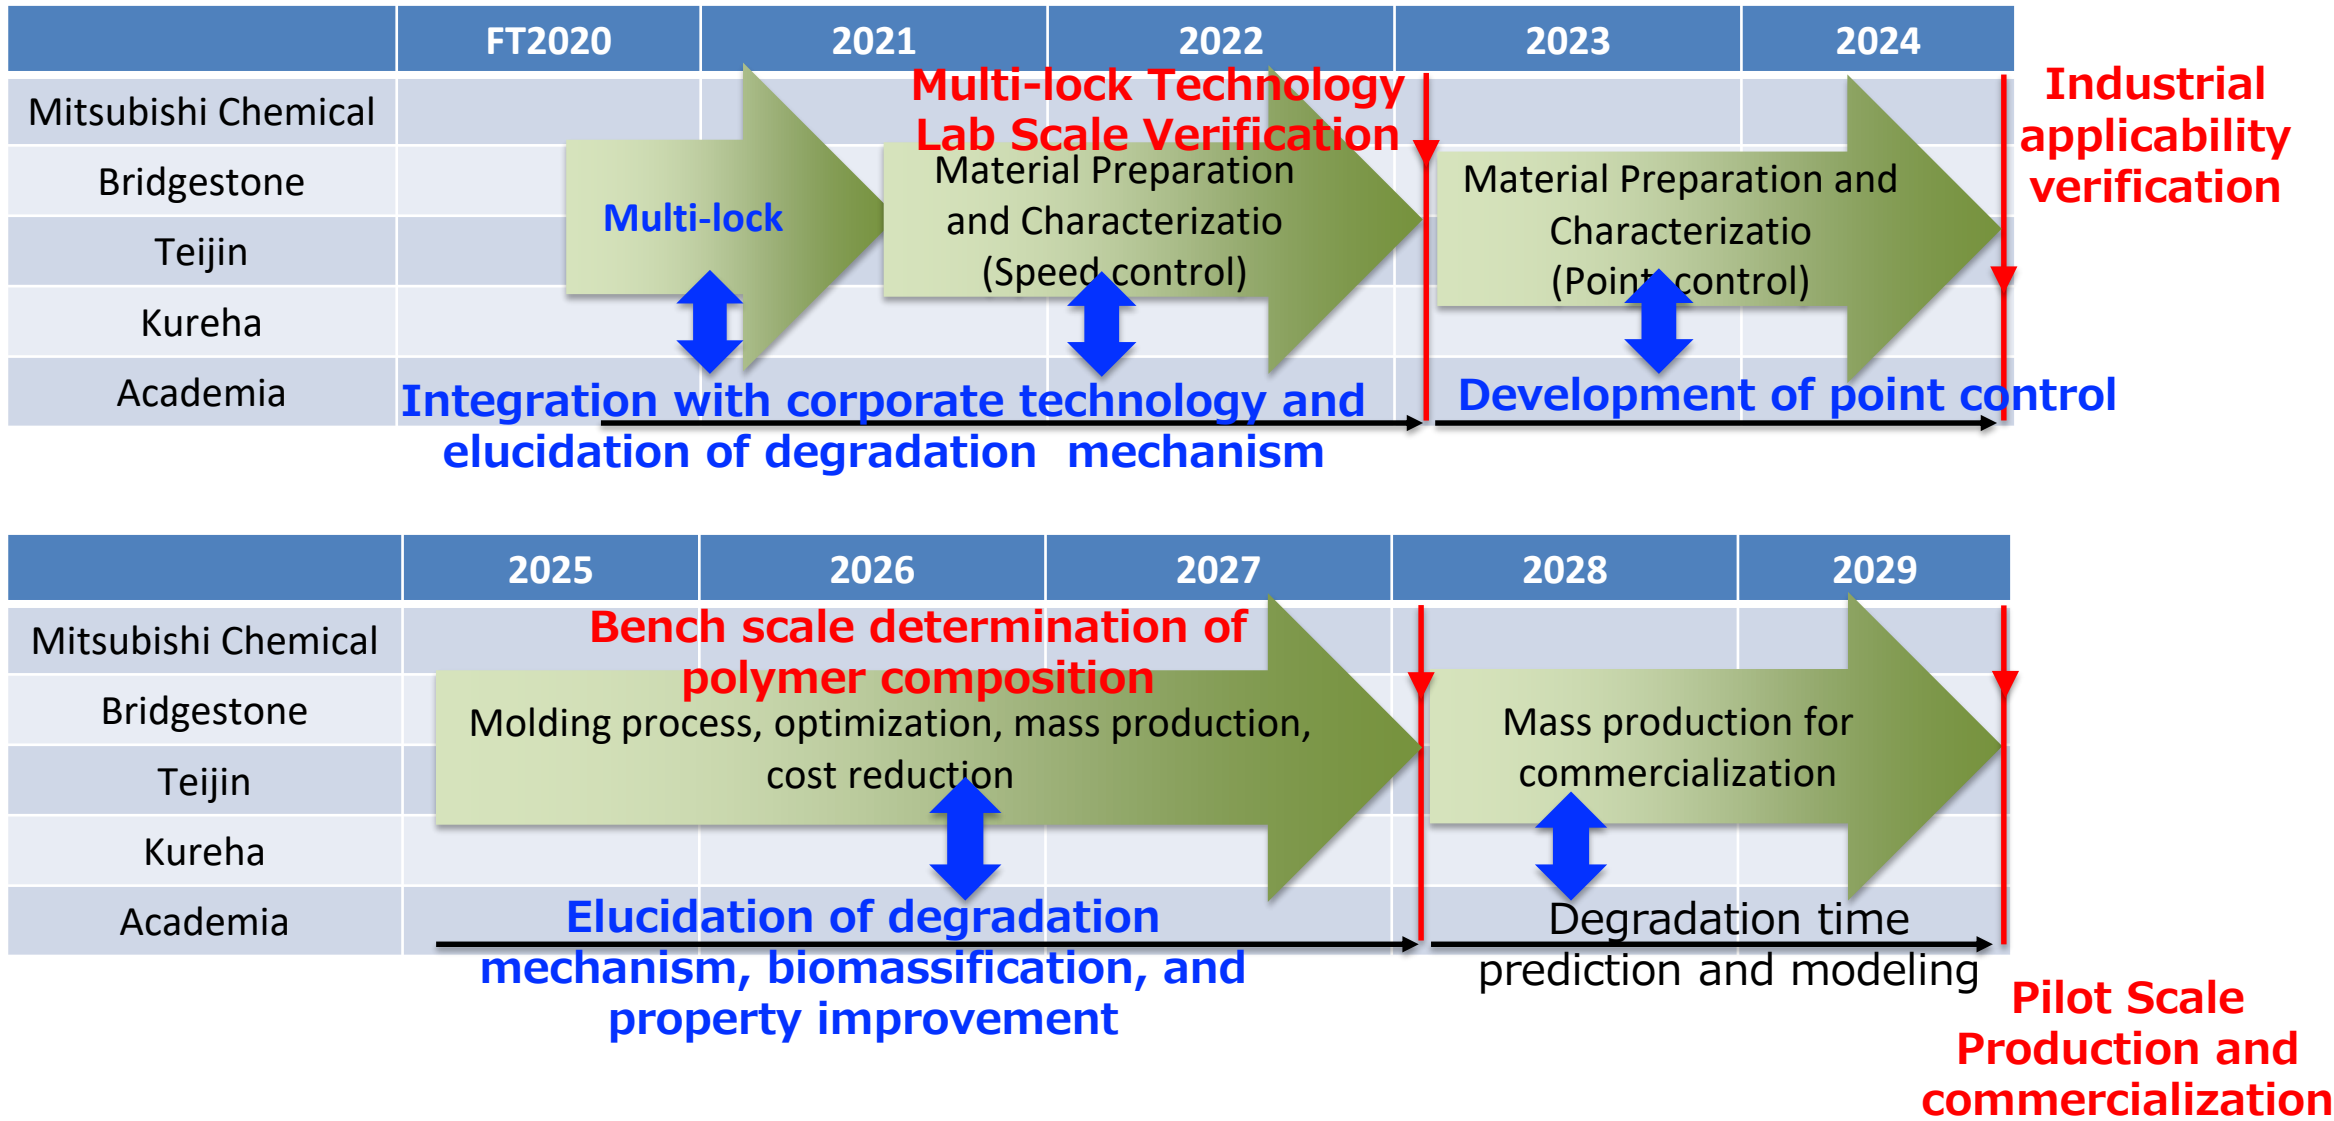 FT2020 2021 2022 2023 2024
Multi-lock Technology
Lab Scale Verification
Industrial
applicability
verification
Mitsubishi Chemical
Bridgestone
Teijin
Kureha
Academia
Multi-lock
Material Preparation
and Characterizatio
(Speed control)
Material Preparation and
Characterizatio
(Point control)
Integration with corporate technology and
elucidation of degradation mechanism
Development of point control
2025 2026 2027 2028 2029
Mitsubishi Chemical
Bridgestone
Teijin
Kureha
Academia
Bench scale determination of
polymer composition
Molding process, optimization, mass production,
cost reduction
Mass production for
commercialization
Elucidation of degradation
mechanism, biomassification, and
property improvement
Degradation time
prediction and modeling
Pilot Scale
Production and
commercialization